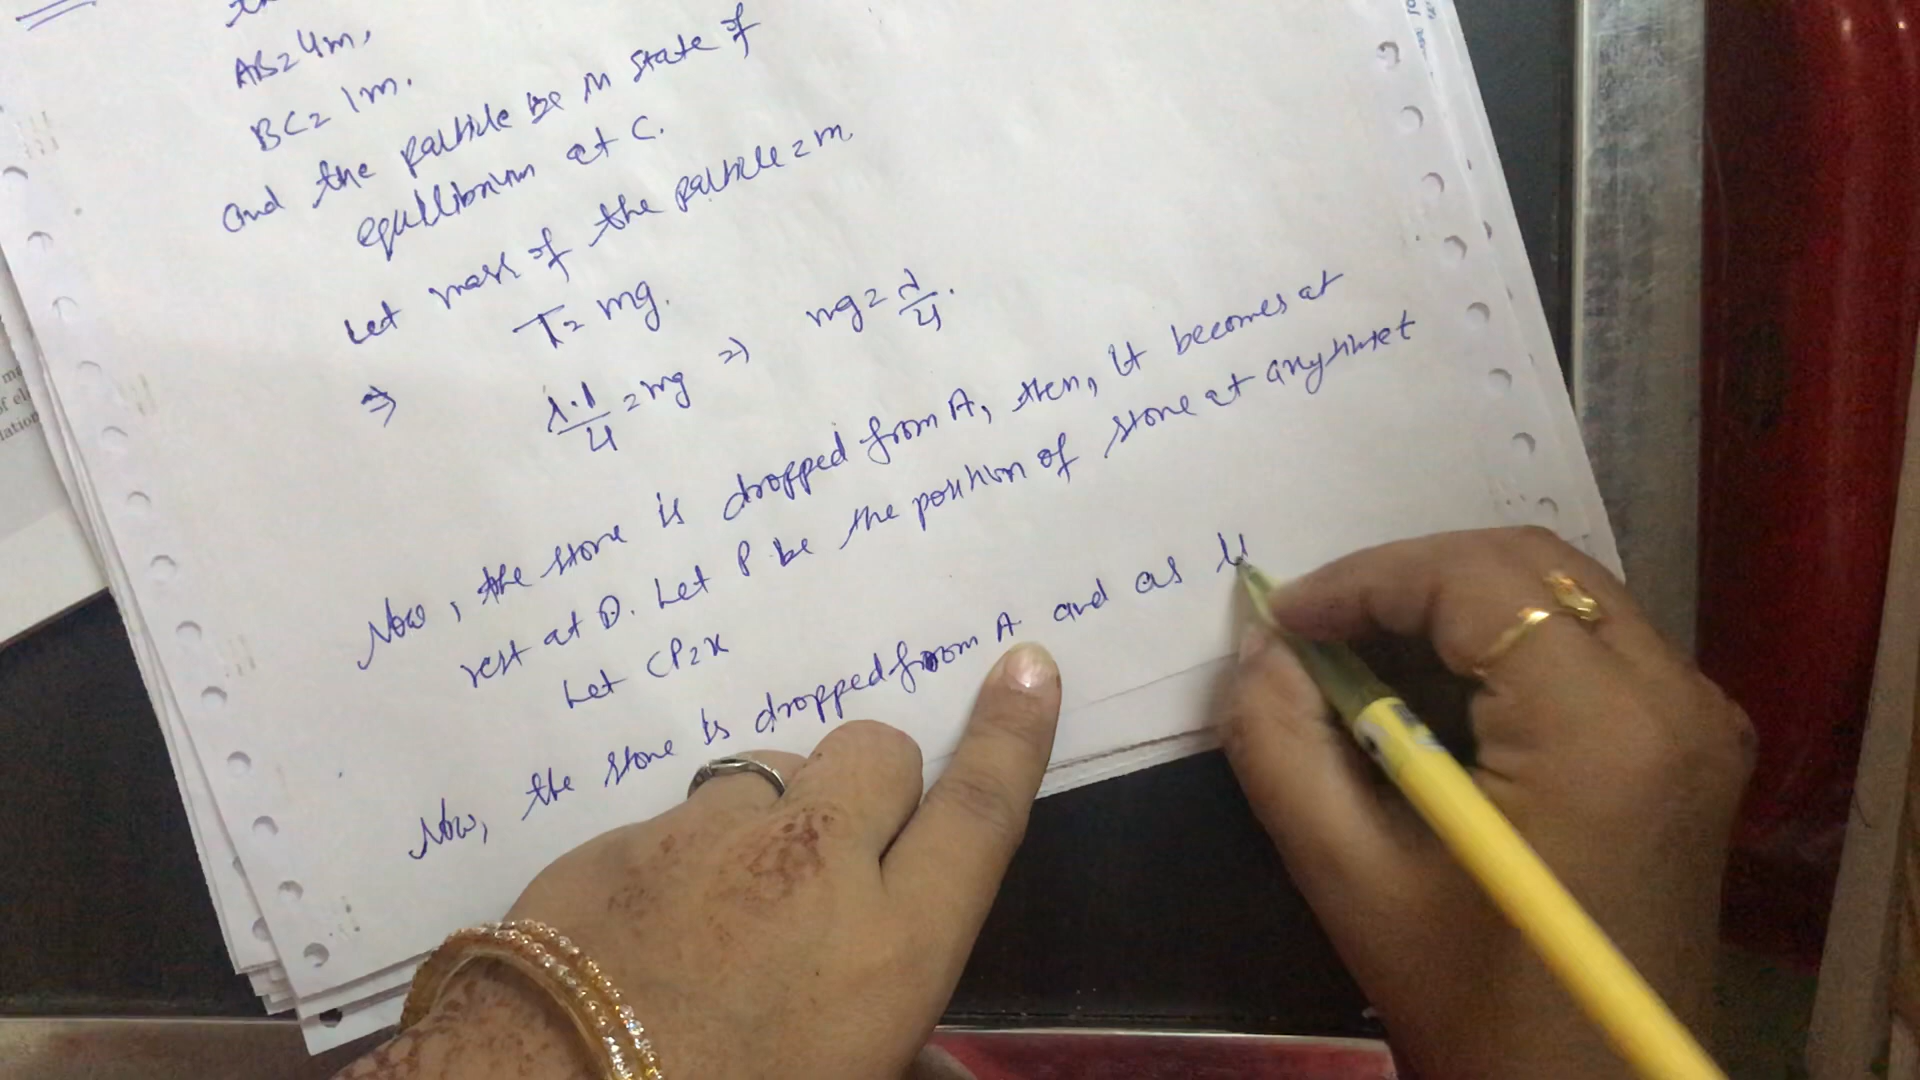 AB = 4m,
BC = 1m.
and the particle be in state of
equilibrium at C.
Let mass of the particle = m.
T = mg.
⇒ λ.1/4 = mg ⇒ mg = λ/4.
Now, the stone is dropped from A, then, it becomes at
rest at D. Let P be the position of stone at anytime t
Let CP = x
Now, the stone is dropped from A and as it